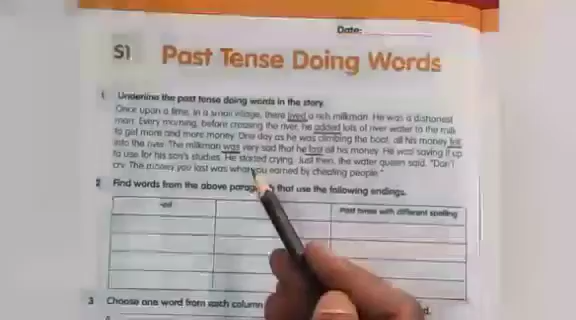 Date:
S1 Past Tense Doing Words
1 Underline the past tense doing words in the story.
Once upon a time, in a small village, there lived a rich milkman. He was a dishonest
man. Every morning, before crossing the river, he added lots of river water to the milk
to get more and more money. One day as he was climbing the boat, all his money fell
into the river. The milkman was very sad that he lost all his money. He was saving it up
to use for his son's studies. He started crying. Just then, the water queen said, "Don't
cry. This money you lost was what you earned by cheating people."
2 Find words from the above that use the following endings.
-ed Past tense with different spelling
3 Choose one word from each column